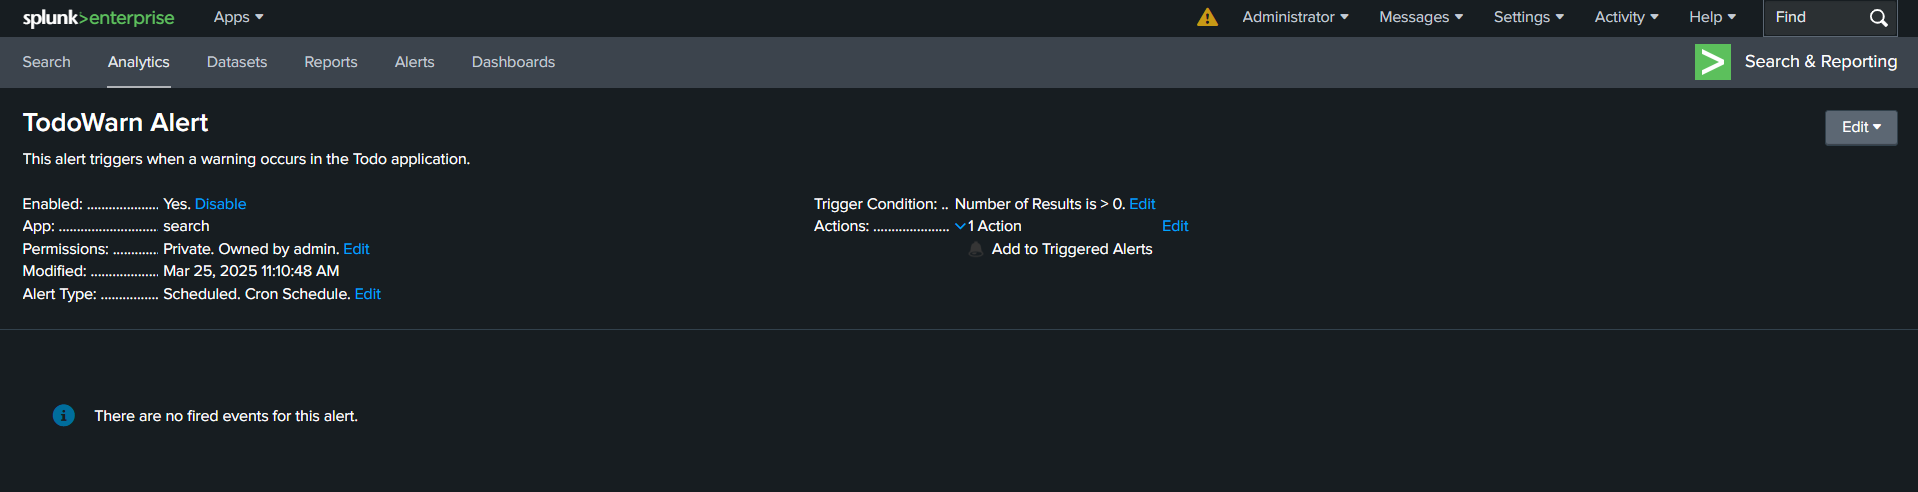 splunk>enterprise Apps Administrator Messages Settings Activity Help Find
Search Analytics Datasets Reports Alerts Dashboards Search & Reporting
TodoWarn Alert
Edit
This alert triggers when a warning occurs in the Todo application.
Enabled: .................... Yes. Disable
App: ............................ search
Permissions: ............. Private. Owned by admin. Edit
Modified: ................... Mar 25, 2025 11:10:48 AM
Alert Type: ................ Scheduled. Cron Schedule. Edit
Trigger Condition: .. Number of Results is > 0. Edit
Actions: ..................... 1 Action Edit
Add to Triggered Alerts
There are no fired events for this alert.